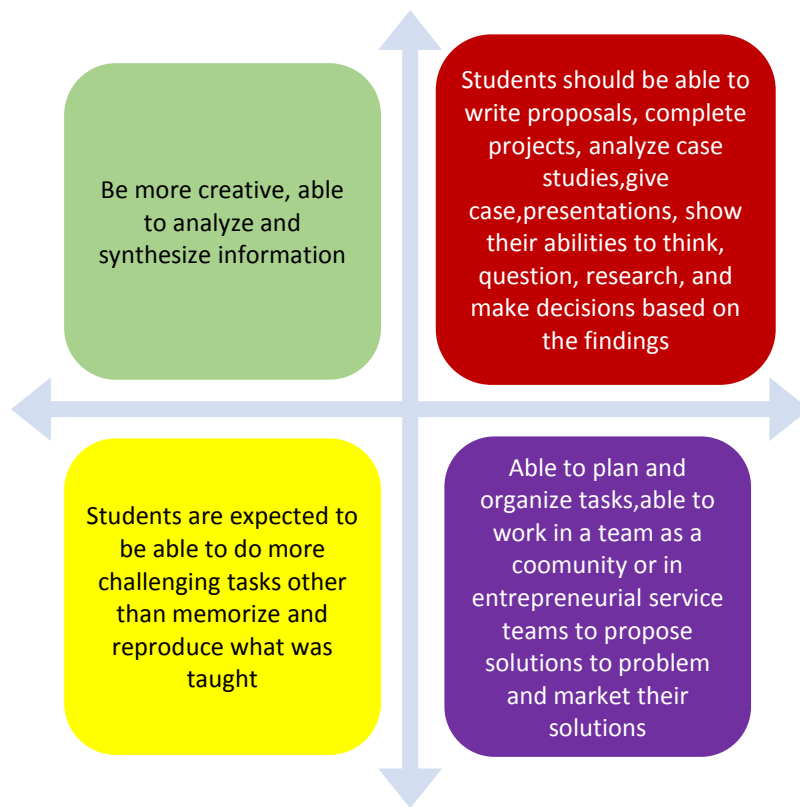 Be more creative, able
to analyze and
synthesize information
Students should be able to
write proposals, complete
projects, analyze case
studies,give
case,presentations, show
their abilities to think,
question, research, and
make decisions based on
the findings
Students are expected to
be able to do more
challenging tasks other
than memorize and
reproduce what was
taught
Able to plan and
organize tasks,able to
work in a team as a
coomunity or in
entrepreneurial service
teams to propose
solutions to problem
and market their
solutions